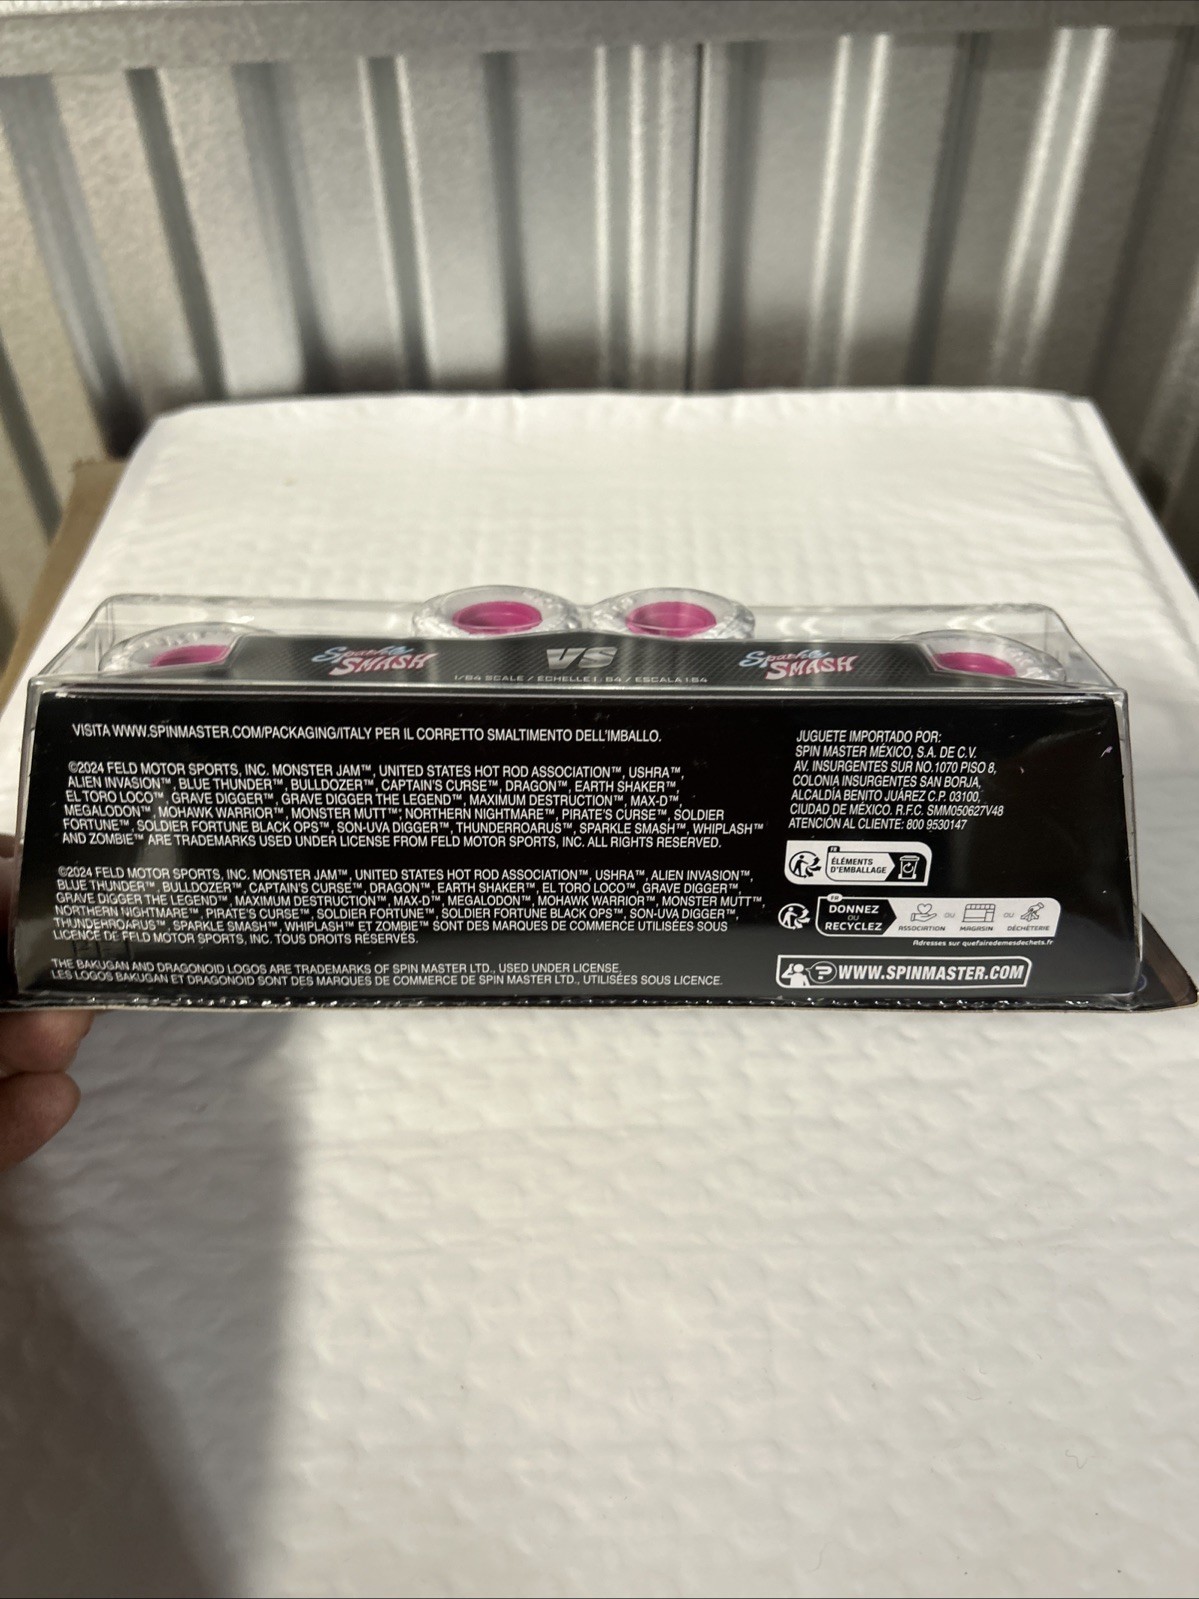 Sparkle SMASH
VS
Sparkle SMASH
1/64 SCALE / ÉCHELLE 1 : 64 / ESCALA 1:64
VISITA WWW.SPINMASTER.COM/PACKAGING/ITALY PER IL CORRETTO SMALTIMENTO DELL'IMBALLO.
©2024 FELD MOTOR SPORTS, INC. MONSTER JAM™, UNITED STATES HOT ROD ASSOCIATION™, USHRA™,
ALIEN INVASION™, BLUE THUNDER™, BULLDOZER™, CAPTAIN'S CURSE™, DRAGON™, EARTH SHAKER™,
EL TORO LOCO™, GRAVE DIGGER™, GRAVE DIGGER THE LEGEND™, MAXIMUM DESTRUCTION™, MAX-D™,
MEGALODON™, MOHAWK WARRIOR™, MONSTER MUTT™, NORTHERN NIGHTMARE™, PIRATE'S CURSE™, SOLDIER
FORTUNE™, SOLDIER FORTUNE BLACK OPS™, SON-UVA DIGGER™, THUNDERROARUS™, SPARKLE SMASH™, WHIPLASH™
AND ZOMBIE™ ARE TRADEMARKS USED UNDER LICENSE FROM FELD MOTOR SPORTS, INC. ALL RIGHTS RESERVED.
©2024 FELD MOTOR SPORTS, INC. MONSTER JAM™, UNITED STATES HOT ROD ASSOCIATION™, USHRA™, ALIEN INVASION™,
BLUE THUNDER™, BULLDOZER™, CAPTAIN'S CURSE™, DRAGON™, EARTH SHAKER™, EL TORO LOCO™, GRAVE DIGGER™,
GRAVE DIGGER THE LEGEND™, MAXIMUM DESTRUCTION™, MAX-D™, MEGALODON™, MOHAWK WARRIOR™, MONSTER MUTT™,
NORTHERN NIGHTMARE™, PIRATE'S CURSE™, SOLDIER FORTUNE™, SOLDIER FORTUNE BLACK OPS™, SON-UVA DIGGER™,
THUNDERROARUS™, SPARKLE SMASH™, WHIPLASH™ ET ZOMBIE™ SONT DES MARQUES DE COMMERCE UTILISÉES SOUS
LICENCE DE FELD MOTOR SPORTS, INC. TOUS DROITS RÉSERVÉS.
THE BAKUGAN AND DRAGONOID LOGOS ARE TRADEMARKS OF SPIN MASTER LTD., USED UNDER LICENSE.
LES LOGOS BAKUGAN ET DRAGONOID SONT DES MARQUES DE COMMERCE DE SPIN MASTER LTD., UTILISÉES SOUS LICENCE.
JUGUETE IMPORTADO POR:
SPIN MASTER MÉXICO, S.A. DE C.V.
AV. INSURGENTES SUR NO.1070 PISO 8,
COLONIA INSURGENTES SAN BORJA,
ALCALDÍA BENITO JUÁREZ C.P. 03100,
CIUDAD DE MÉXICO. R.F.C. SMM050627V48
ATENCIÓN AL CLIENTE: 800 9530147
FR
ÉLÉMENTS
D'EMBALLAGE
FR
DONNEZ
OU
RECYCLEZ
ASSOCIATION OU MAGASIN OU DÉCHÈTERIE
Adresses sur quefairedemesdechets.fr
? WWW.SPINMASTER.COM